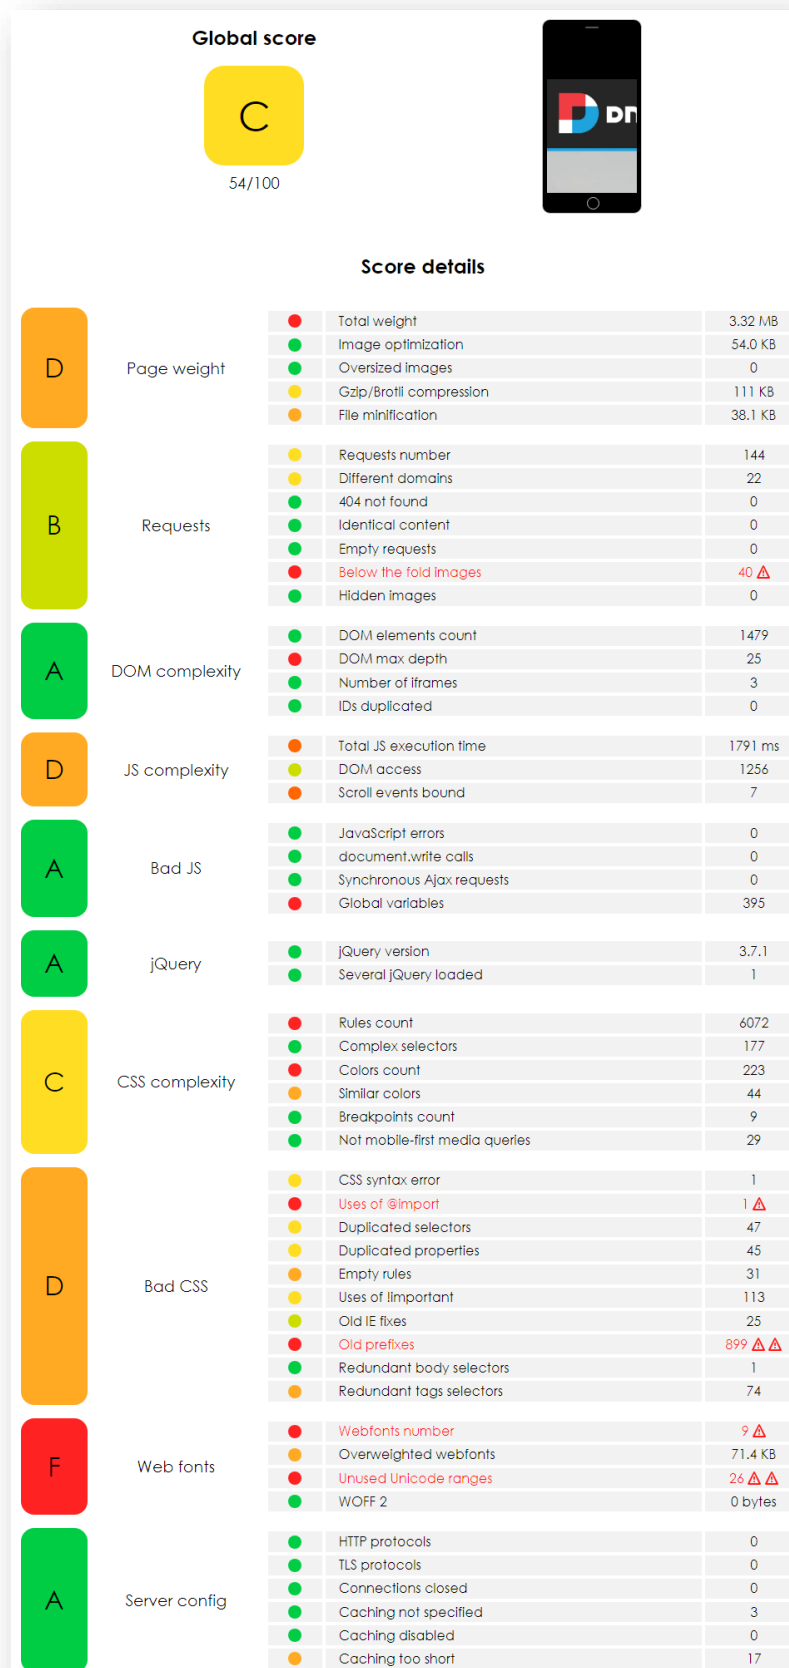 Global score
C
54/100
DN
Score details
D
Page weight
Total weight 3.32 MB
Image optimization 54.0 KB
Oversized images 0
Gzip/Brotli compression 111 KB
File minification 38.1 KB
B
Requests
Requests number 144
Different domains 22
404 not found 0
Identical content 0
Empty requests 0
Below the fold images 40
Hidden images 0
A
DOM complexity
DOM elements count 1479
DOM max depth 25
Number of iframes 3
IDs duplicated 0
D
JS complexity
Total JS execution time 1791 ms
DOM access 1256
Scroll events bound 7
A
Bad JS
JavaScript errors 0
document.write calls 0
Synchronous Ajax requests 0
Global variables 395
A
jQuery
jQuery version 3.7.1
Several jQuery loaded 1
C
CSS complexity
Rules count 6072
Complex selectors 177
Colors count 223
Similar colors 44
Breakpoints count 9
Not mobile-first media queries 29
D
Bad CSS
CSS syntax error 1
Uses of @import 1
Duplicated selectors 47
Duplicated properties 45
Empty rules 31
Uses of !important 113
Old IE fixes 25
Old prefixes 899
Redundant body selectors 1
Redundant tags selectors 74
F
Web fonts
Webfonts number 9
Overweighted webfonts 71.4 KB
Unused Unicode ranges 26
WOFF 2 0 bytes
A
Server config
HTTP protocols 0
TLS protocols 0
Connections closed 0
Caching not specified 3
Caching disabled 0
Caching too short 17